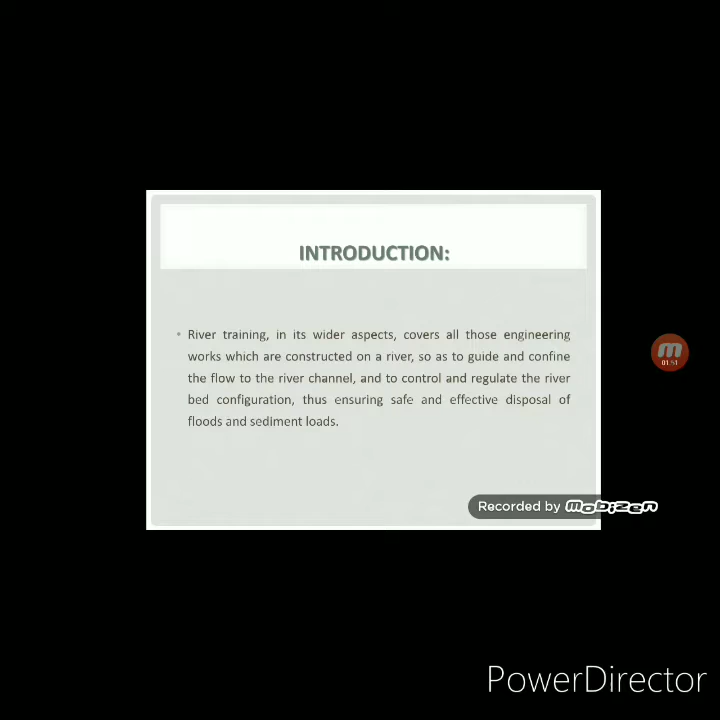 INTRODUCTION:
• River training, in its wider aspects, covers all those engineering
works which are constructed on a river, so as to guide and confine
the flow to the river channel, and to control and regulate the river
bed configuration, thus ensuring safe and effective disposal of
floods and sediment loads.
01:51
Recorded by mobizen
PowerDirector